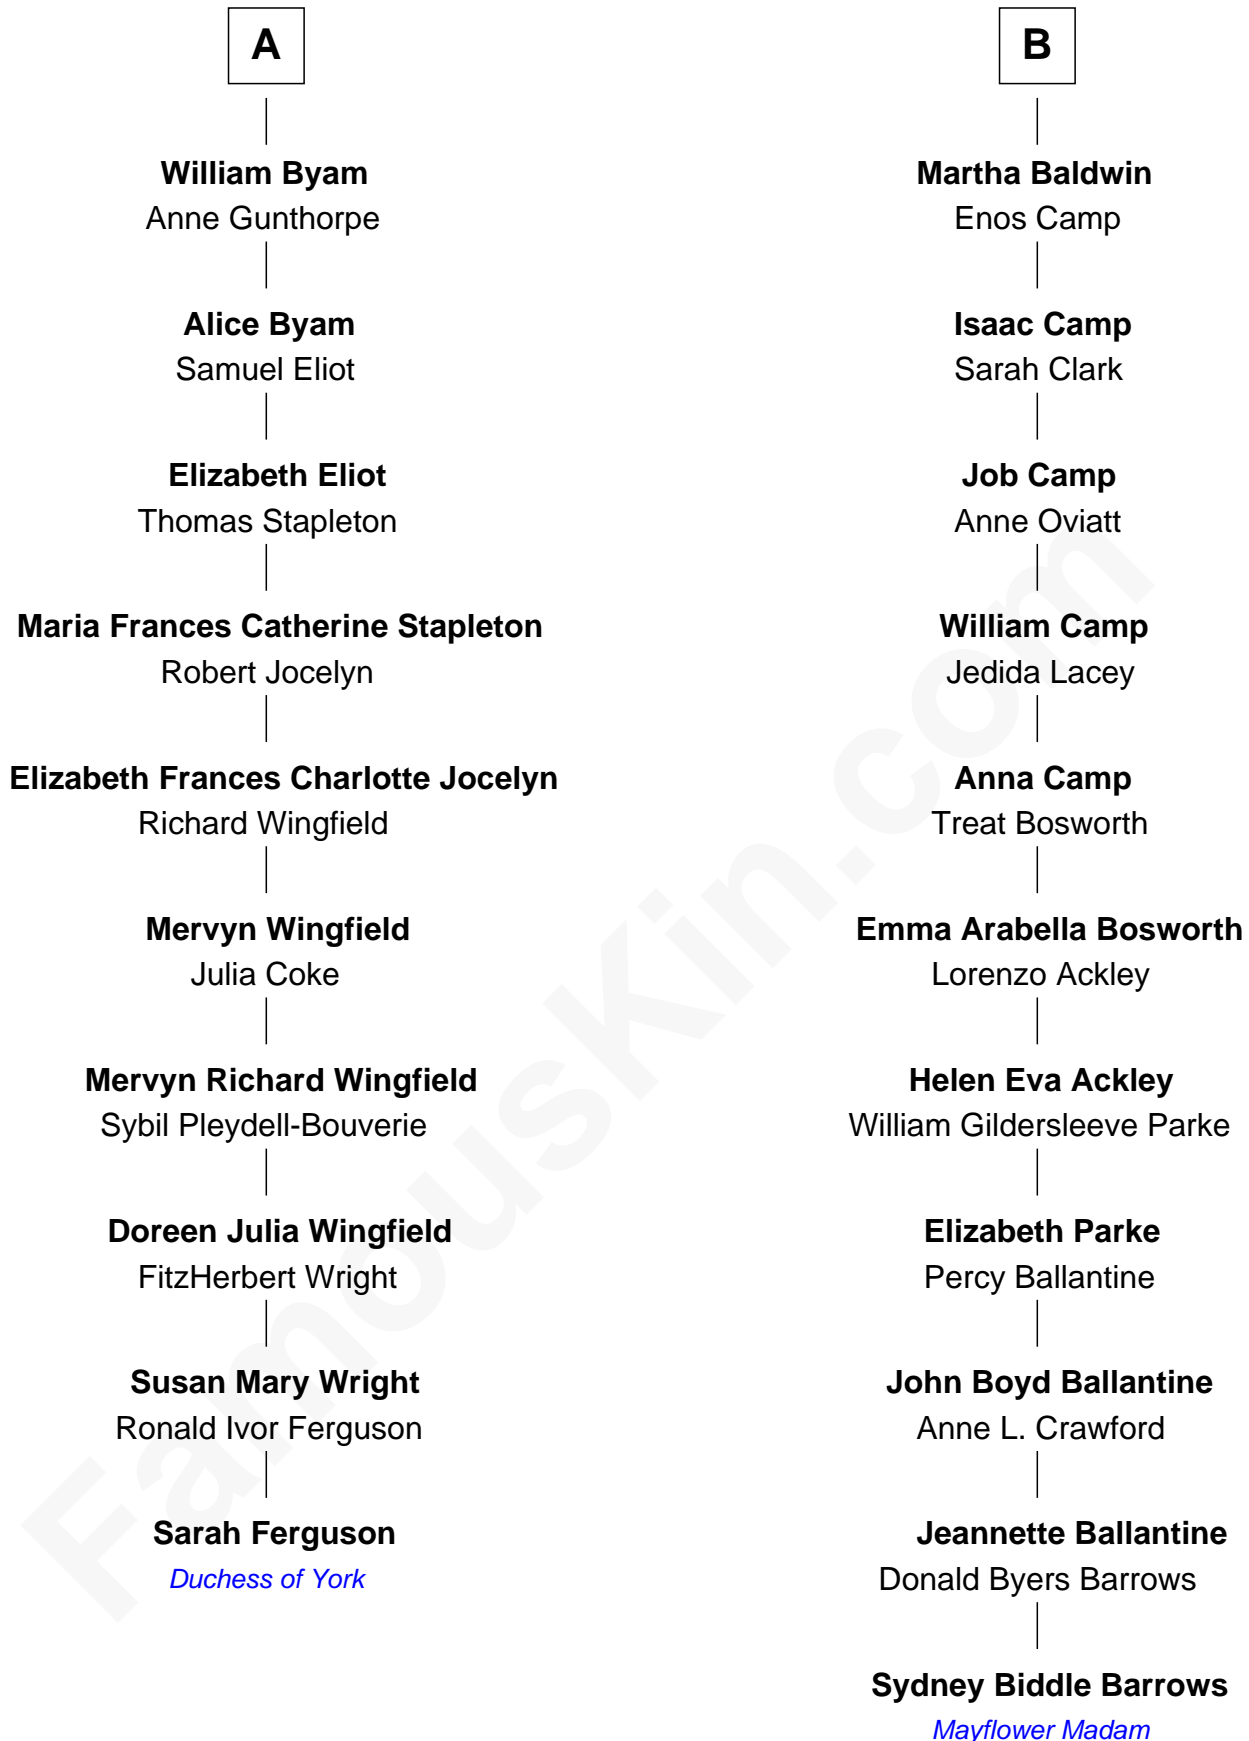 A
William Byam
Anne Gunthorpe
Alice Byam
Samuel Eliot
Elizabeth Eliot
Thomas Stapleton
Maria Frances Catherine Stapleton
Robert Jocelyn
Elizabeth Frances Charlotte Jocelyn
Richard Wingfield
Mervyn Wingfield
Julia Coke
Mervyn Richard Wingfield
Sybil Pleydell-Bouverie
Doreen Julia Wingfield
FitzHerbert Wright
Susan Mary Wright
Ronald Ivor Ferguson
Sarah Ferguson
Duchess of York
B
Martha Baldwin
Enos Camp
Isaac Camp
Sarah Clark
Job Camp
Anne Oviatt
William Camp
Jedida Lacey
Anna Camp
Treat Bosworth
Emma Arabella Bosworth
Lorenzo Ackley
Helen Eva Ackley
William Gildersleeve Parke
Elizabeth Parke
Percy Ballantine
John Boyd Ballantine
Anne L. Crawford
Jeannette Ballantine
Donald Byers Barrows
Sydney Biddle Barrows
Mayflower Madam
FamousKin.com